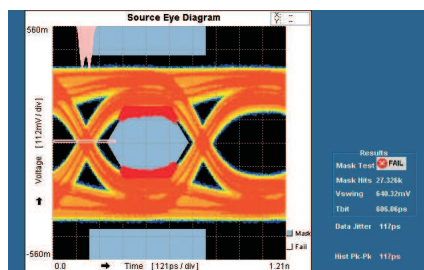 Source Eye Diagram
X:
Y:
560m
Voltage [112mV / div]
-560m
0.0
Time [121ps / div]
1.21n
Mask
Fail
Results
Mask Test FAIL
Mask Hits 27.326k
Vswing 640.32mV
Tbit 606.06ps
Data Jitter 117ps
Hist Pk-Pk 117ps